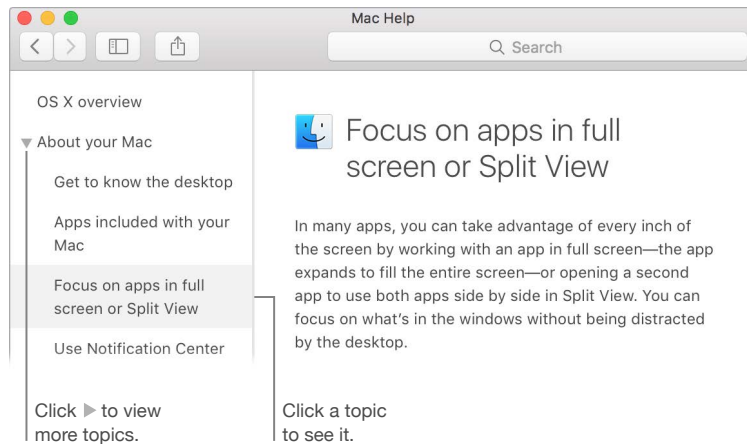 Mac Help
Search
OS X overview
About your Mac
Get to know the desktop
Apps included with your
Mac
Focus on apps in full
screen or Split View
Use Notification Center
Focus on apps in full
screen or Split View
In many apps, you can take advantage of every inch of
the screen by working with an app in full screen—the app
expands to fill the entire screen—or opening a second
app to use both apps side by side in Split View. You can
focus on what's in the windows without being distracted
by the desktop.
Click ▶ to view
more topics.
Click a topic
to see it.